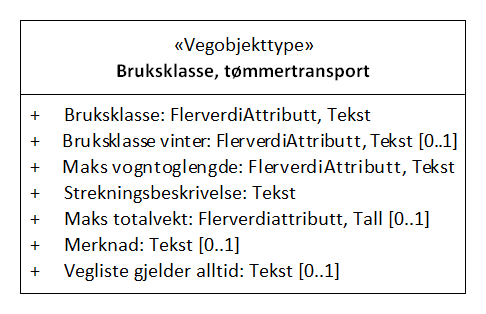 «Vegobjekttype»
Bruksklasse, tømmertransport
+ Bruksklasse: FlerverdiAttributt, Tekst
+ Bruksklasse vinter: FlerverdiAttributt, Tekst [0..1]
+ Maks vogntoglengde: FlerverdiAttributt, Tekst
+ Strekningsbeskrivelse: Tekst
+ Maks totalvekt: Flerverdiattributt, Tall [0..1]
+ Merknad: Tekst [0..1]
+ Vegliste gjelder alltid: Tekst [0..1]